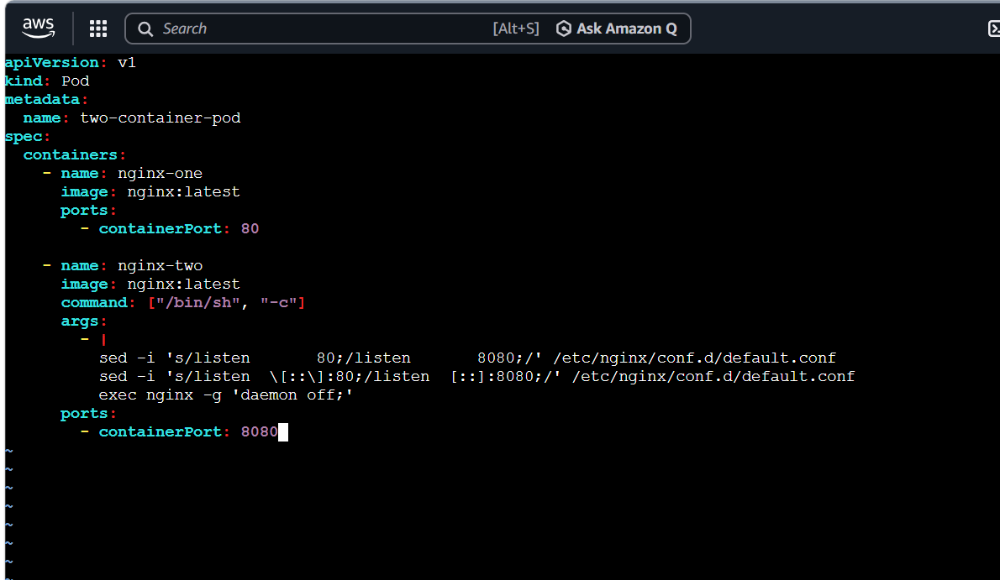 aws Search [Alt+S] Ask Amazon Q
apiVersion: v1
kind: Pod
metadata:
  name: two-container-pod
spec:
  containers:
    - name: nginx-one
      image: nginx:latest
      ports:
        - containerPort: 80

    - name: nginx-two
      image: nginx:latest
      command: ["/bin/sh", "-c"]
      args:
        - |
          sed -i 's/listen       80;/listen       8080;/' /etc/nginx/conf.d/default.conf
          sed -i 's/listen  \[::\]:80;/listen  [::]:8080;/' /etc/nginx/conf.d/default.conf
          exec nginx -g 'daemon off;'
      ports:
        - containerPort: 8080
~
~
~
~
~
~
~
~